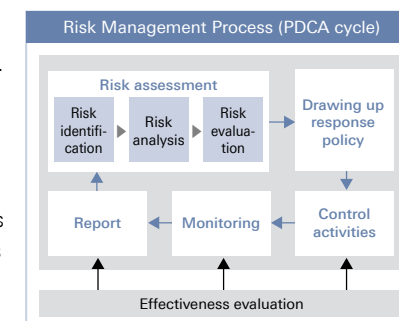 Risk Management Process (PDCA cycle)
Risk assessment
Risk
identifi-
cation
Risk
analysis
Risk
evalua-
tion
Drawing up
response
policy
Report
Monitoring
Control
activities
Effectiveness evaluation
.
s
s